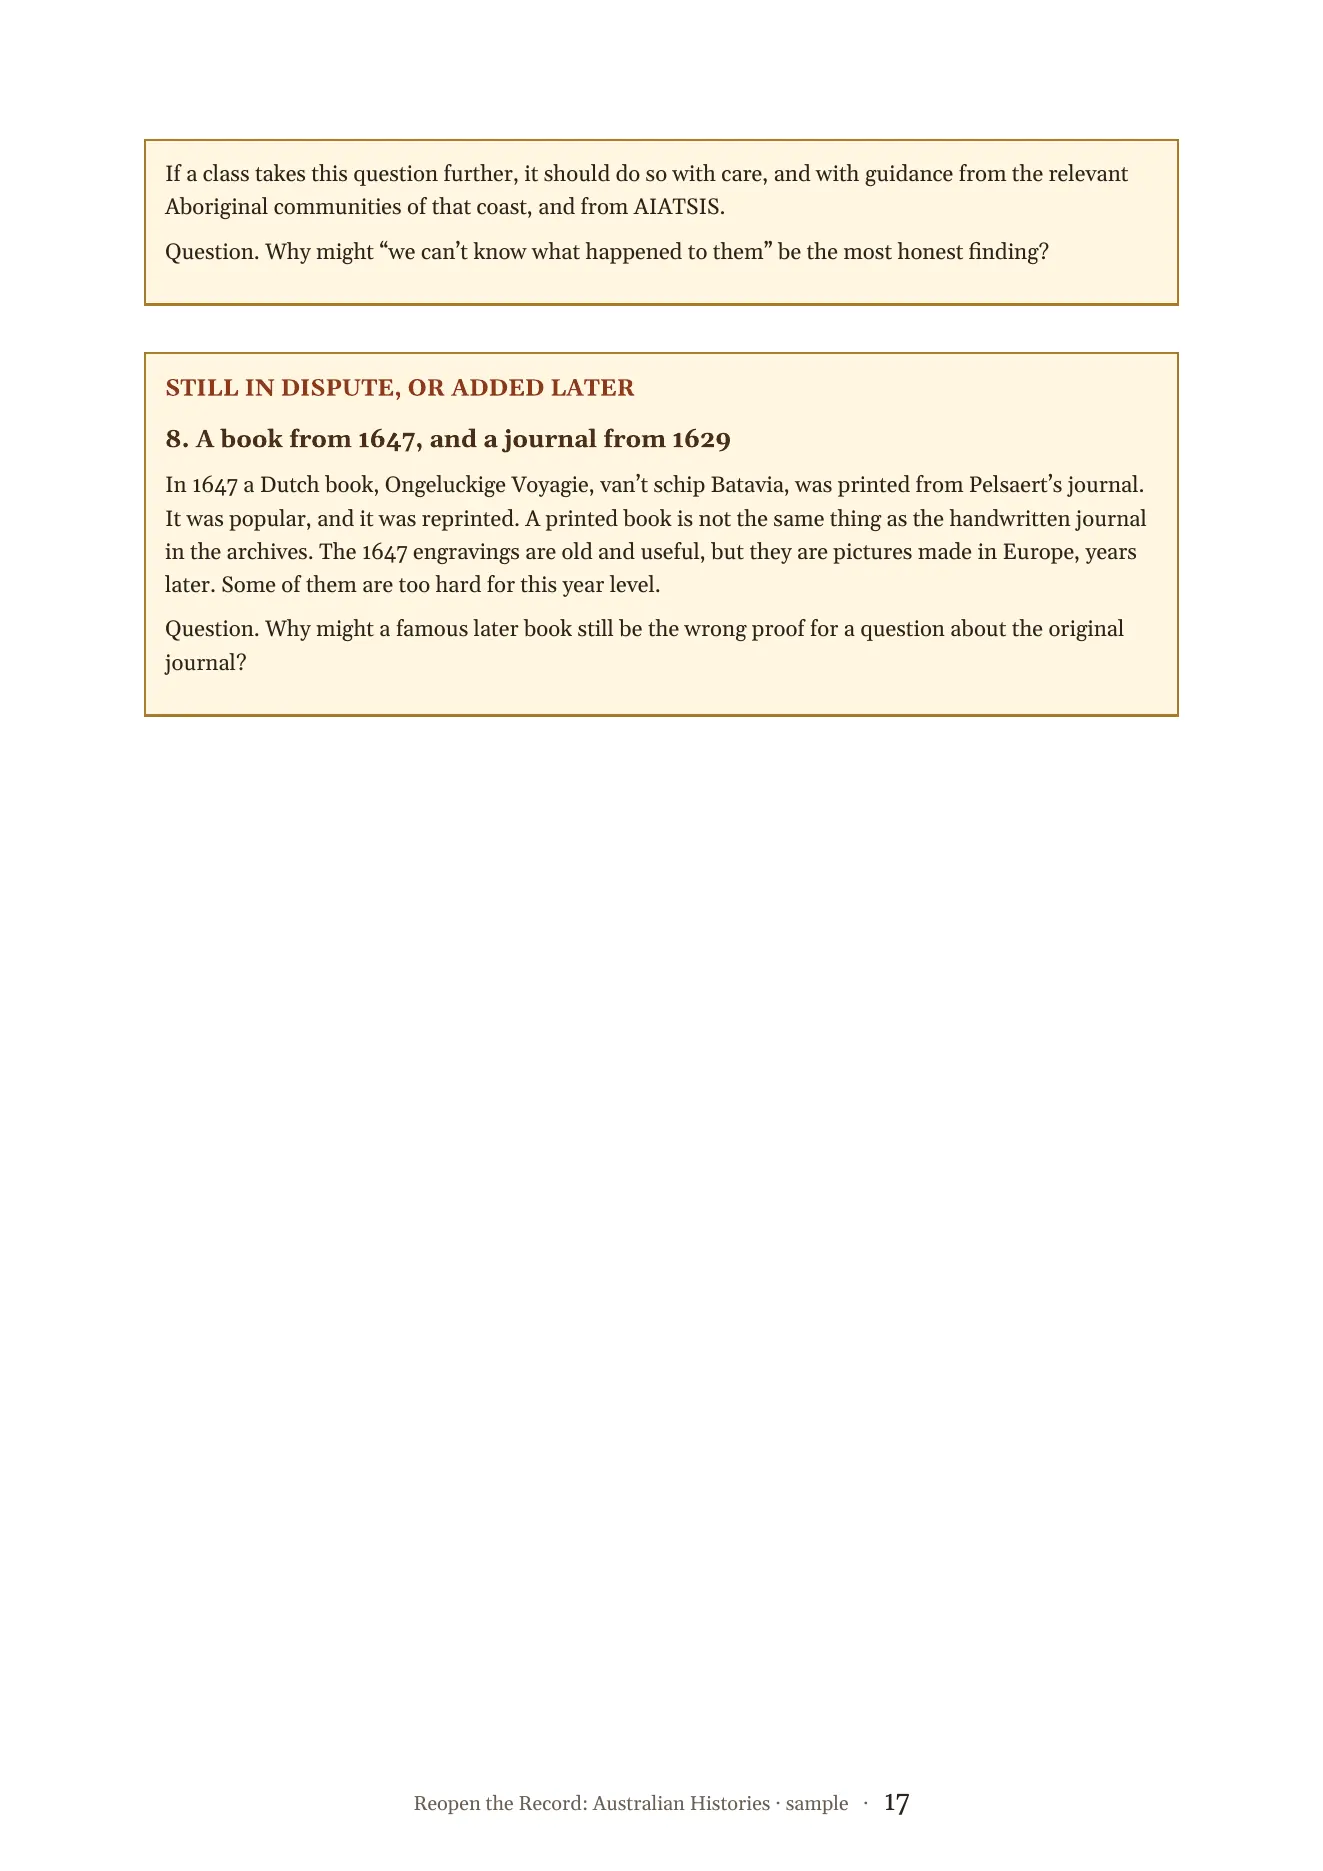 If a class takes this question further, it should do so with care, and with guidance from the relevant
Aboriginal communities of that coast, and from AIATSIS.
Question. Why might “we can’t know what happened to them” be the most honest finding?
STILL IN DISPUTE, OR ADDED LATER
8. A book from 1647, and a journal from 1629
In 1647 a Dutch book, Ongeluckige Voyagie, van’t schip Batavia, was printed from Pelsaert’s journal.
It was popular, and it was reprinted. A printed book is not the same thing as the handwritten journal
in the archives. The 1647 engravings are old and useful, but they are pictures made in Europe, years
later. Some of them are too hard for this year level.
Question. Why might a famous later book still be the wrong proof for a question about the original
journal?
Reopen the Record: Australian Histories · sample · 17